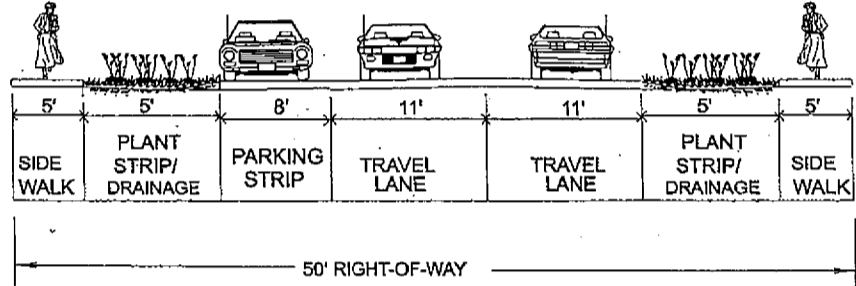 5' 5' 8' 11' 11' 5' 5'
SIDE WALK
PLANT STRIP/ DRAINAGE
PARKING STRIP
TRAVEL LANE
TRAVEL LANE
PLANT STRIP/ DRAINAGE
SIDE WALK
50' RIGHT-OF-WAY